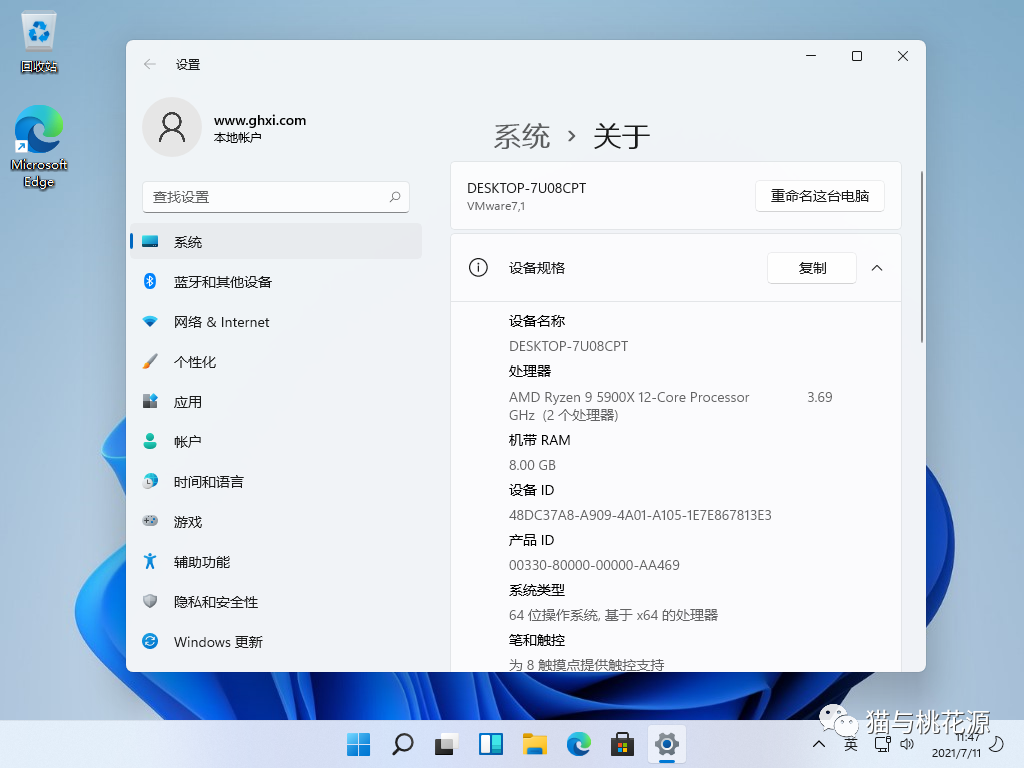 回收站
Microsoft
Edge
设置
www.ghxi.com
本地帐户
查找设置
系统
蓝牙和其他设备
网络 & Internet
个性化
应用
帐户
时间和语言
游戏
辅助功能
隐私和安全性
Windows 更新
系统 › 关于
DESKTOP-7U08CPT
VMware7,1
重命名这台电脑
设备规格
复制
设备名称
DESKTOP-7U08CPT
处理器
AMD Ryzen 9 5900X 12-Core Processor 3.69
GHz (2 个处理器)
机带 RAM
8.00 GB
设备 ID
48DC37A8-A909-4A01-A105-1E7E867813E3
产品 ID
00330-80000-00000-AA469
系统类型
64 位操作系统, 基于 x64 的处理器
笔和触控
为 8 触摸点提供触控支持
猫与桃花源
英
11:47
2021/7/11